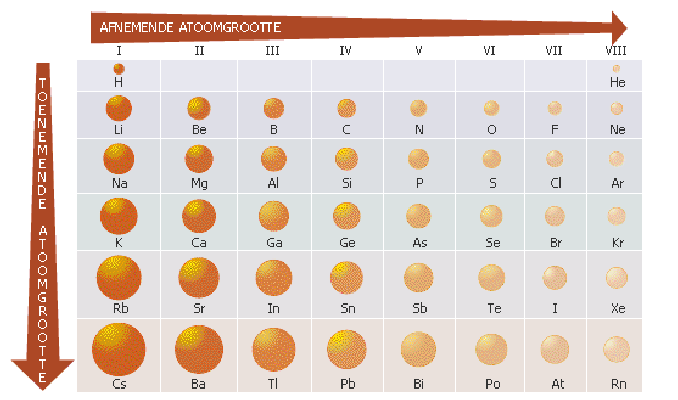 AFNEMENDE ATOOMGROOTTE
I II III IV V VI VII VIII
TOENEMENDE ATOOMGROOTTE
H He
Li Be B C N O F Ne
Na Mg Al Si P S Cl Ar
K Ca Ga Ge As Se Br Kr
Rb Sr In Sn Sb Te I Xe
Cs Ba Tl Pb Bi Po At Rn